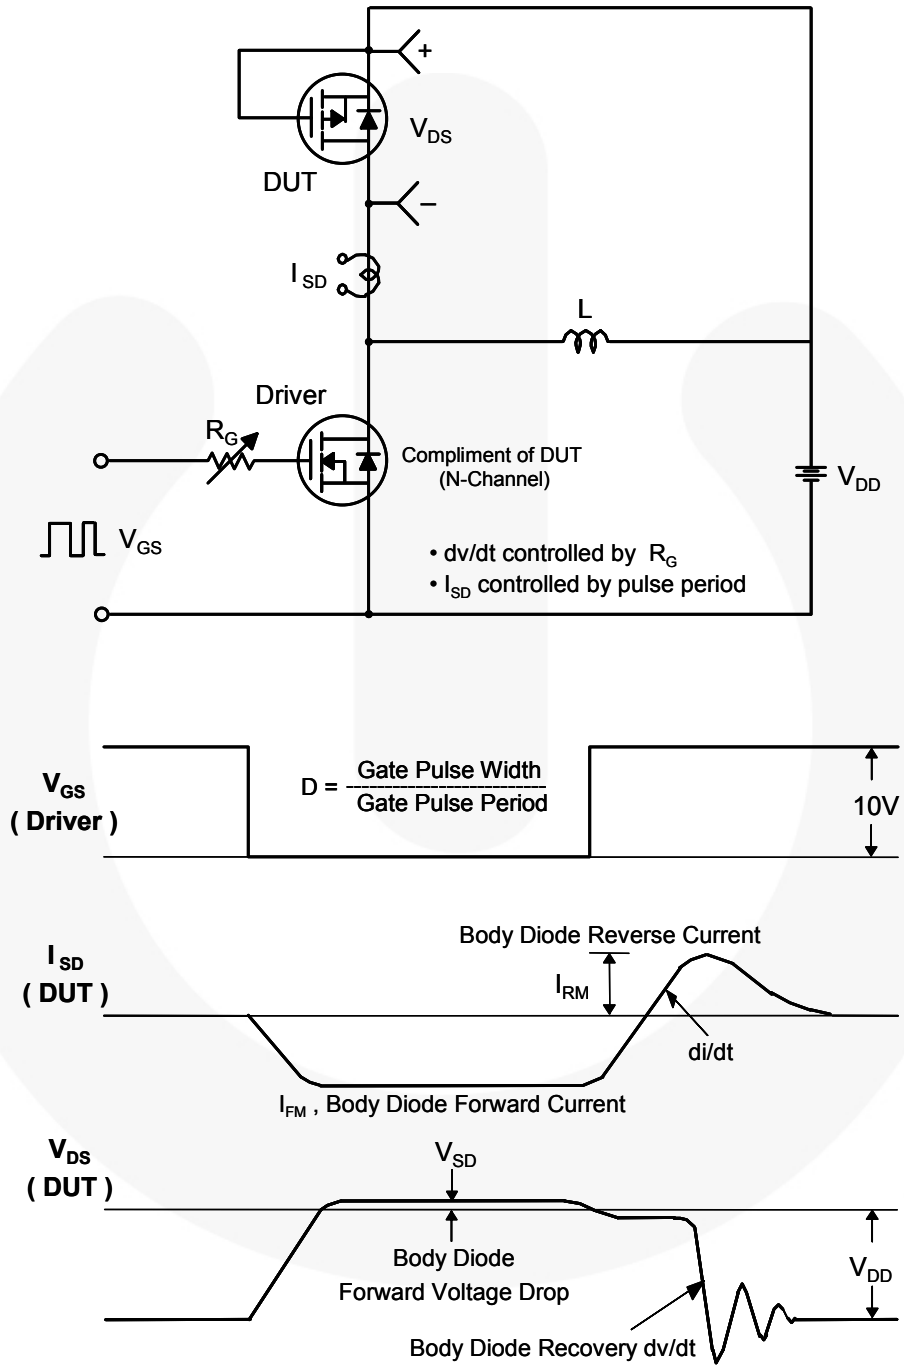 +
V_DS
DUT
–
I_SD
L
Driver
R_G
Compliment of DUT
(N-Channel)
V_DD
V_GS
• dv/dt controlled by R_G
• I_SD controlled by pulse period
V_GS
( Driver )
D = Gate Pulse Width
Gate Pulse Period
10V
I_SD
( DUT )
Body Diode Reverse Current
I_RM
di/dt
I_FM , Body Diode Forward Current
V_DS
( DUT )
V_SD
Body Diode
Forward Voltage Drop
V_DD
Body Diode Recovery dv/dt